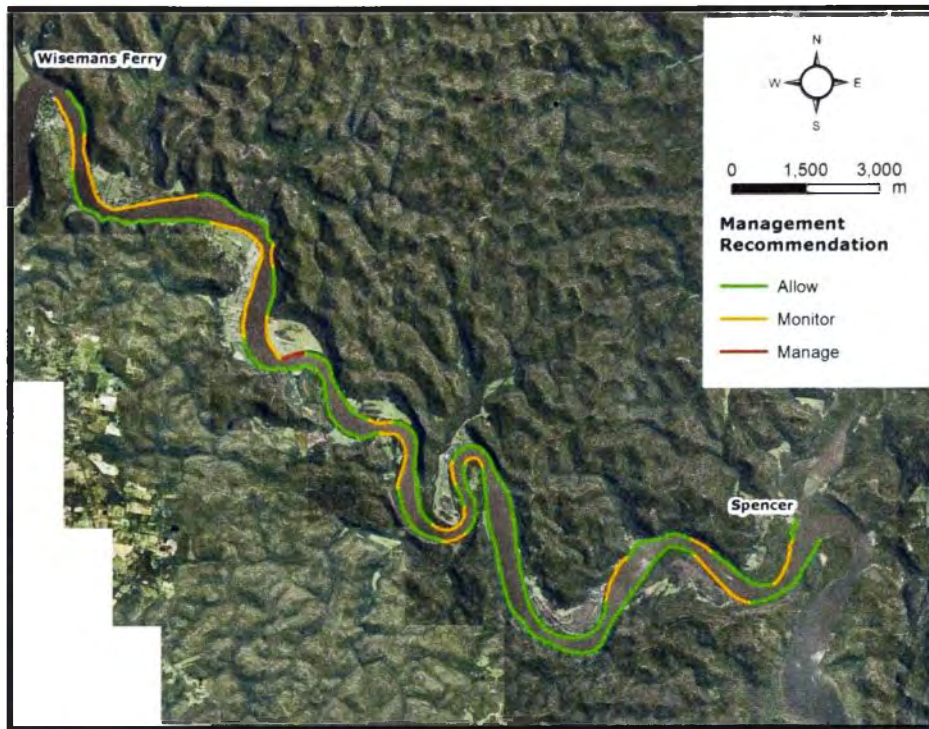 Wisemans Ferry
N
W E
S
0 1,500 3,000
m
Management
Recommendation
Allow
Monitor
Manage
Spencer